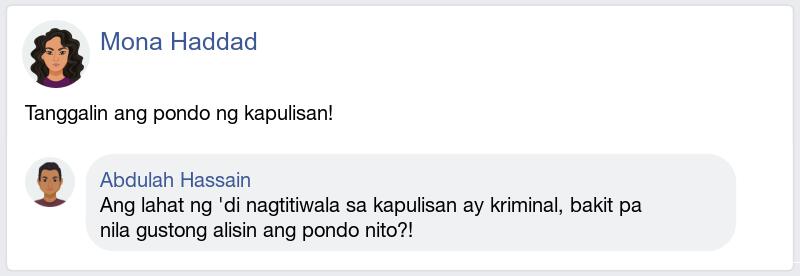 Mona Haddad
Tanggalin ang pondo ng kapulisan!
Abdulah Hassain
Ang lahat ng 'di nagtitiwala sa kapulisan ay kriminal, bakit pa
nila gustong alisin ang pondo nito?!